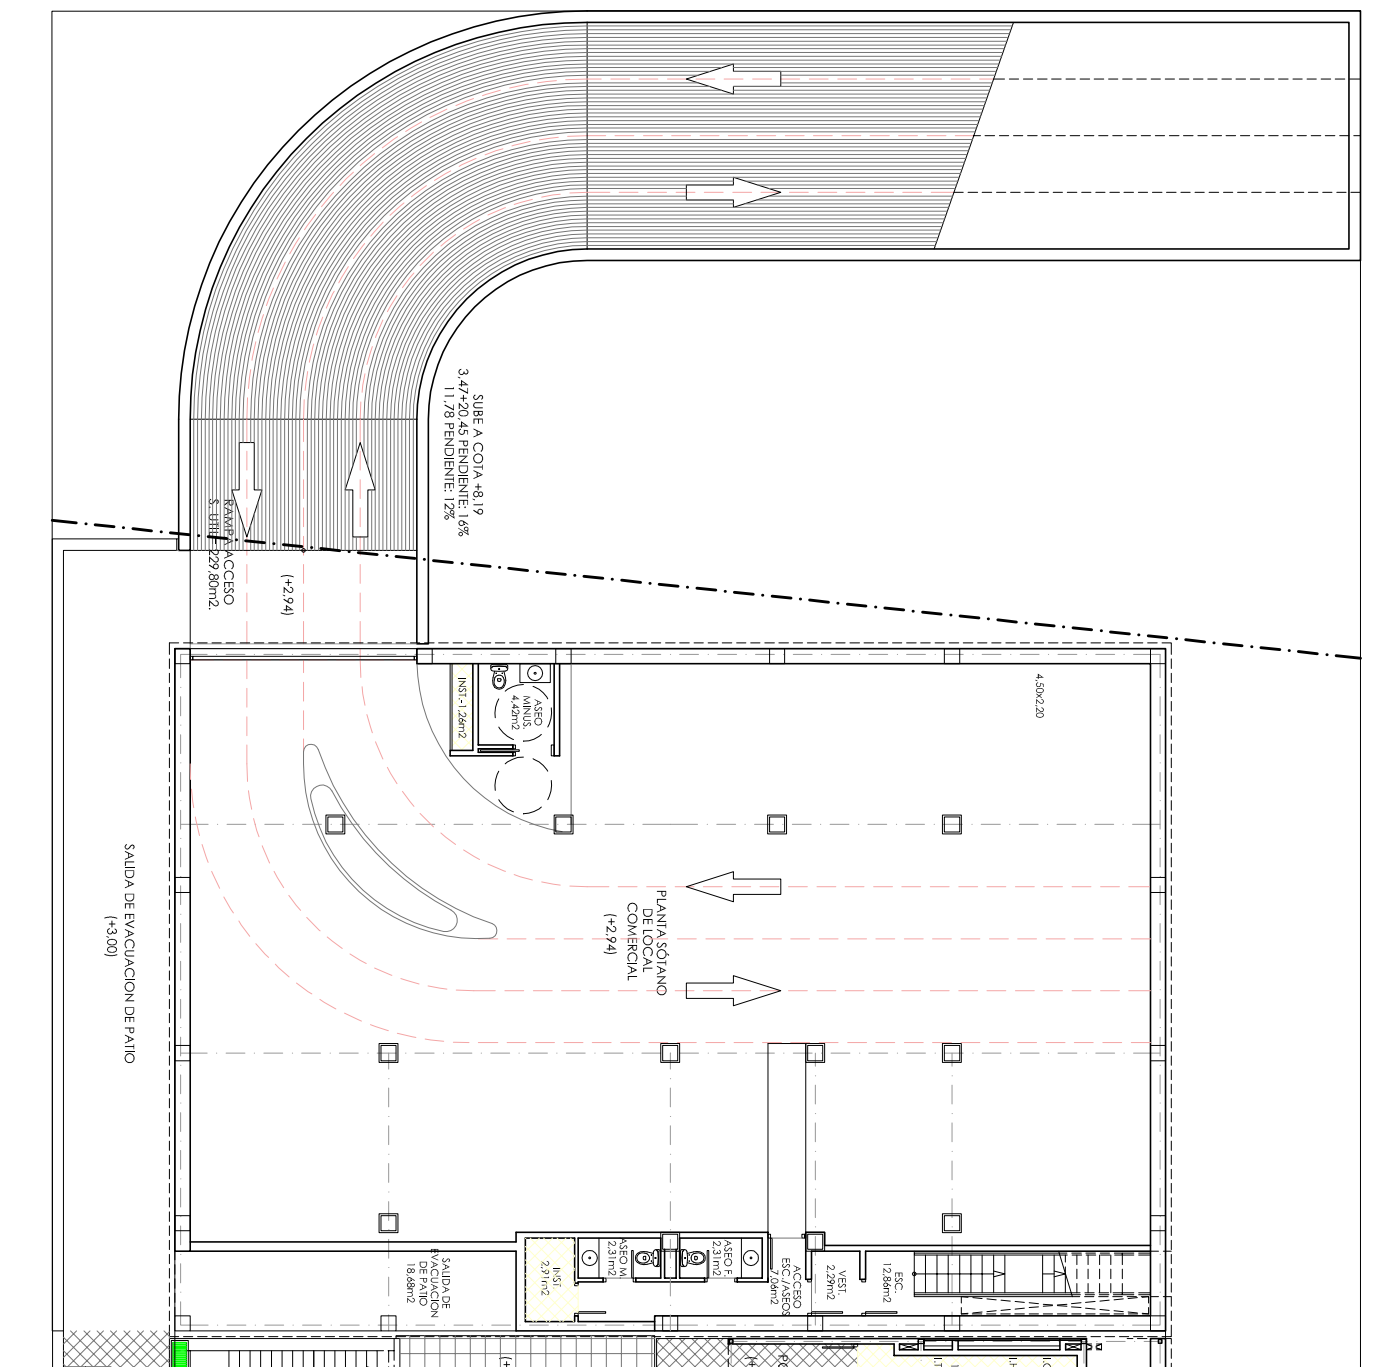 SUBE A COTA +8,19
3,47+20,45 PENDIENTE: 16%
11,78 PENDIENTE: 12%
RAMPA ACCESO
S. UTIL= 229,80m2.
(+2,94)
INST.-1,26m2
ASEO
MINUS.
4,42m2
4,50x2,20
SALIDA DE EVACUACION DE PATIO
(+3,00)
PLANTA SÓTANO
DE LOCAL
COMERCIAL
(+2,94)
SALIDA DE
EVACUACION
DE PATIO
18,68m2
INST.
2,91m2
ASEO M.
2,31m2
ASEO F.
2,31m2
ACCESO
ESC./ASEOS
7,06m2
VEST.
2,29m2
ESC.
12,86m2